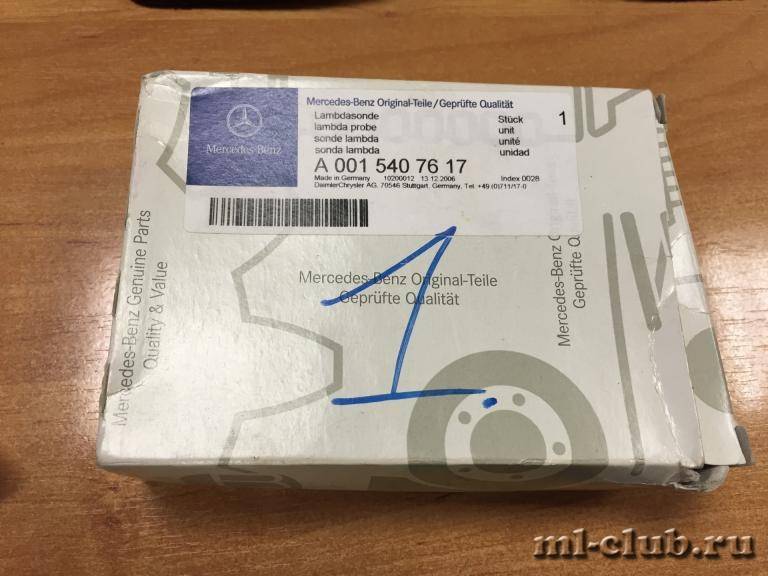 Mercedes-Benz
Mercedes-Benz Original-Teile/Geprüfte Qualität
Lambdasonde
lambda probe
sonde lambda
sonda lambda
Stück 1
unit
unité
unidad
A 001 540 76 17
Made in Germany 10200012 13.12.2006 Index 0028
DaimlerChrysler AG, 70546 Stuttgart, Germany, Tel. +49 (0)711/17-0
Mercedes-Benz Genuine Parts
Quality & Value
Mercedes-Benz Original-Teile
Geprüfte Qualität
Mercedes-Benz
Geprüfte Qualität
1.
ml-club.ru